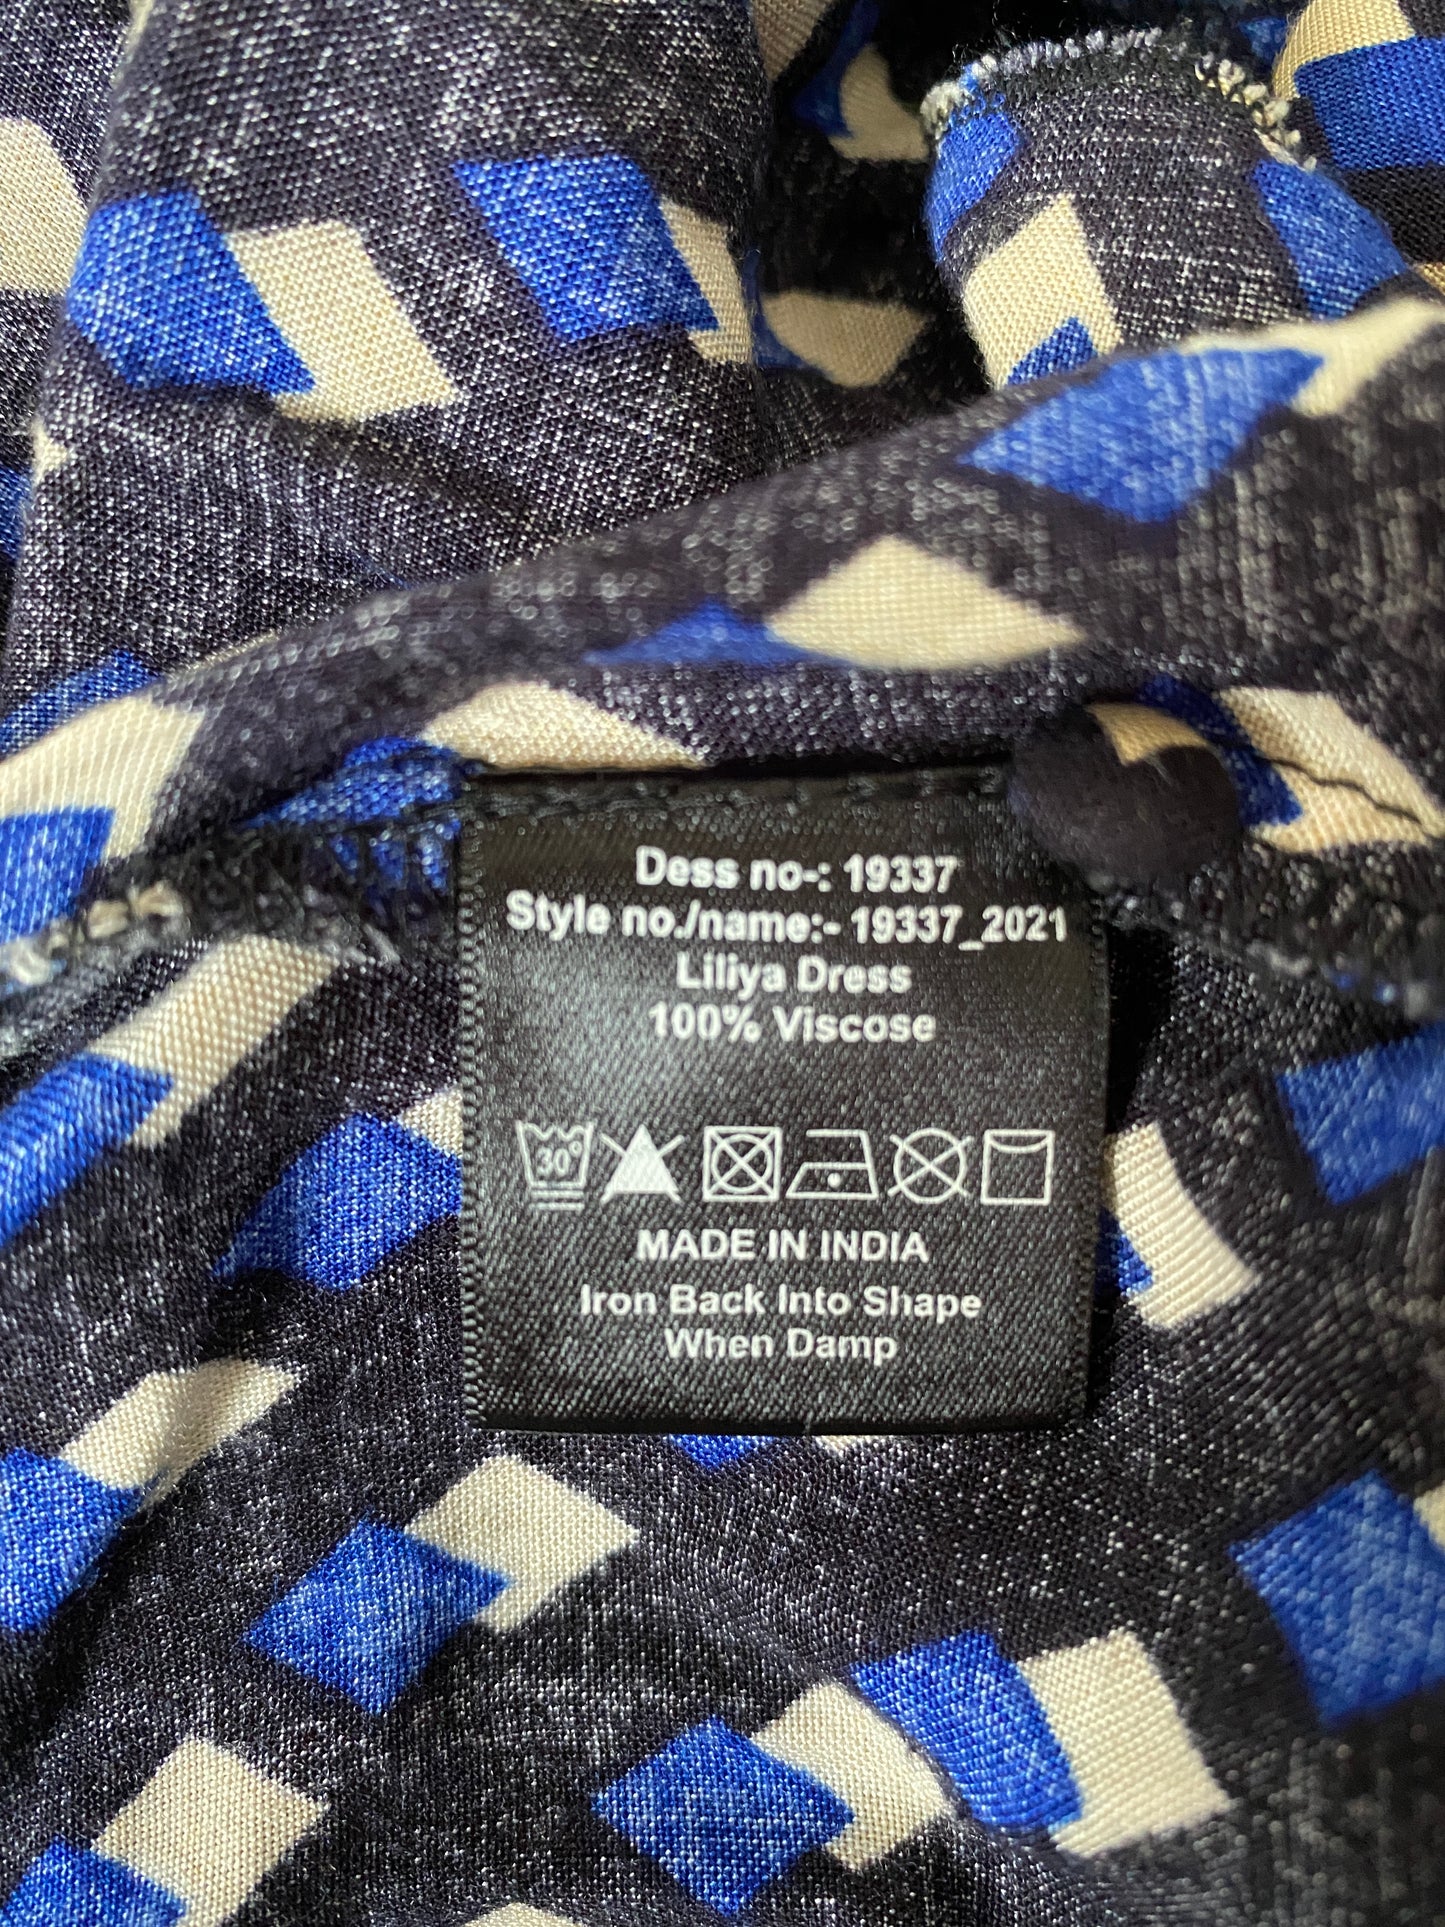 Dess no-: 19337
Style no./name:- 19337_2021
Liliya Dress
100% Viscose
30°
MADE IN INDIA
Iron Back Into Shape
When Damp